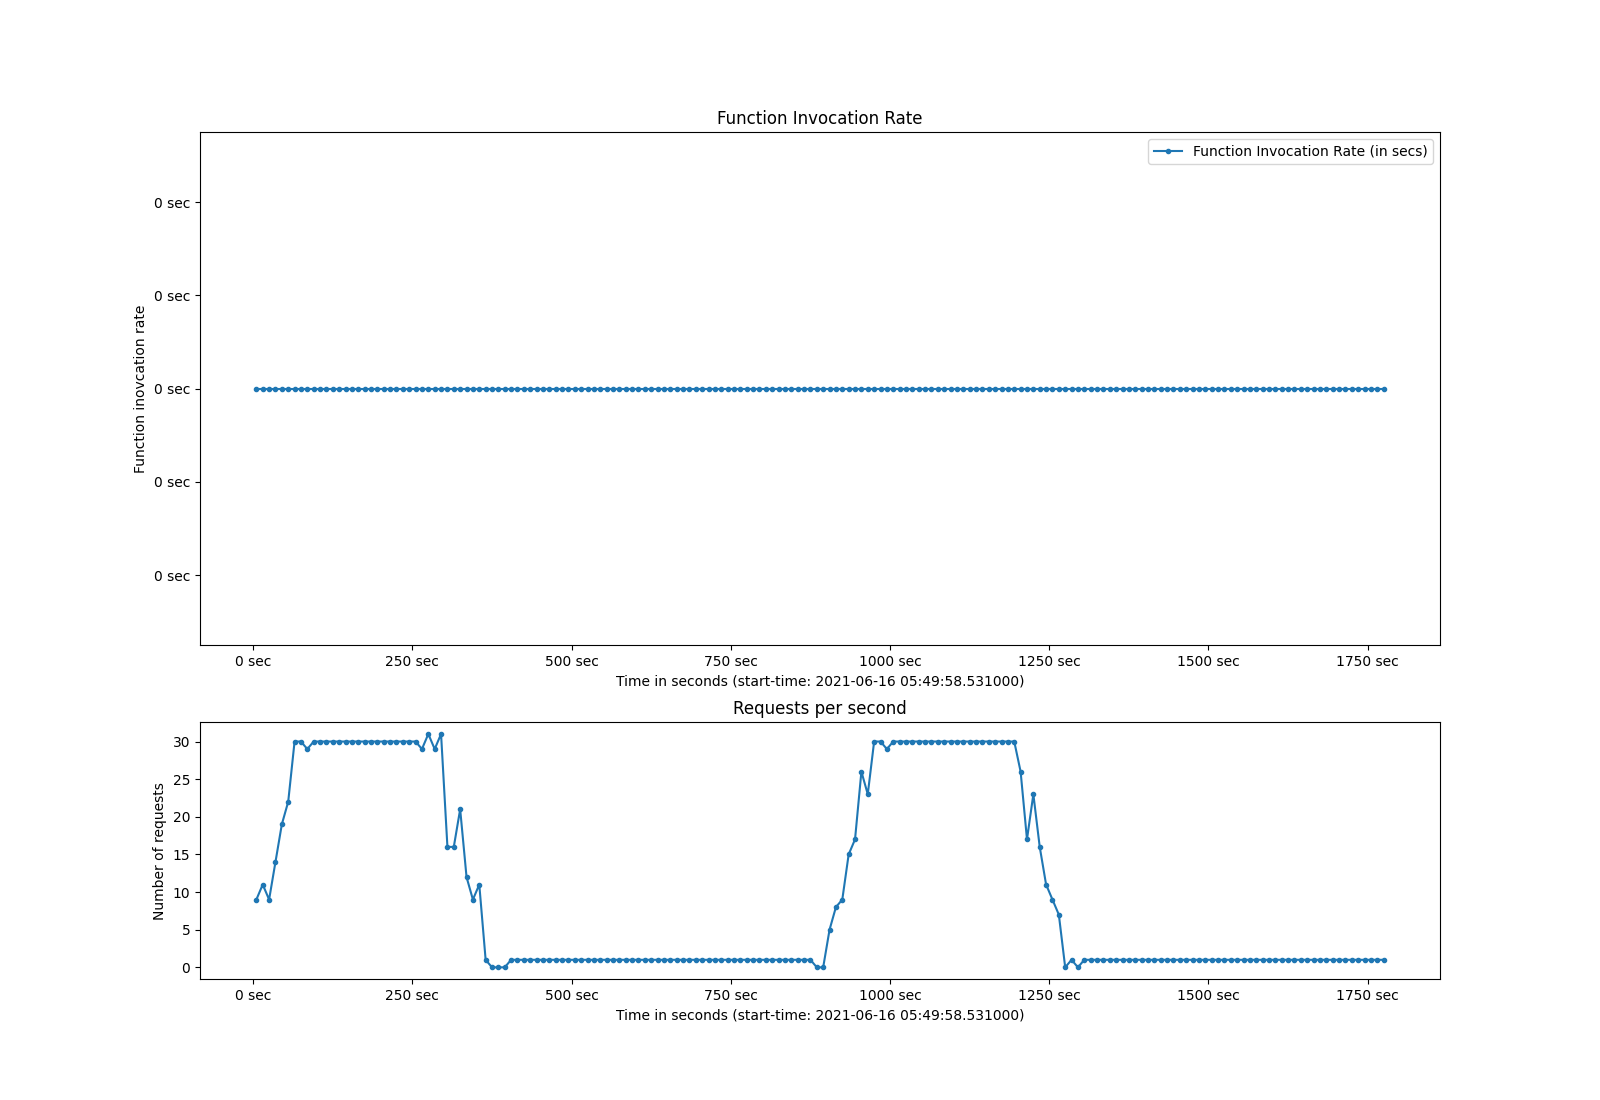 Function Invocation Rate
Function Invocation Rate (in secs)
0 sec
0 sec
0 sec
0 sec
0 sec
Function inovcation rate
0 sec 250 sec 500 sec 750 sec 1000 sec 1250 sec 1500 sec 1750 sec
Time in seconds (start-time: 2021-06-16 05:49:58.531000)
Requests per second
30
25
20
15
10
5
0
Number of requests
0 sec 250 sec 500 sec 750 sec 1000 sec 1250 sec 1500 sec 1750 sec
Time in seconds (start-time: 2021-06-16 05:49:58.531000)